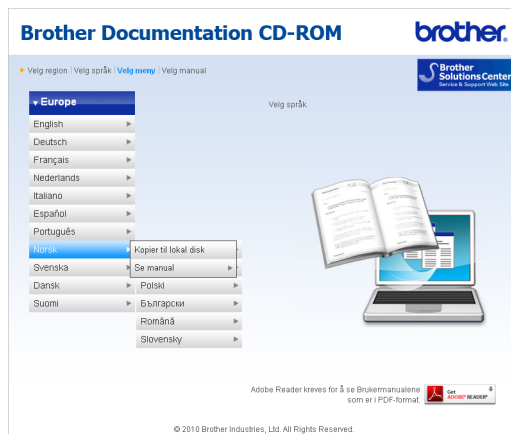 Brother Documentation CD-ROM
brother.
Velg region | Velg språk | Velg meny | Velg manual
Brother
Solutions Center
Service & Support Web Site
Europe
Velg språk.
English
Deutsch
Français
Nederlands
Italiano
Español
Português
Norsk
Kopier til lokal disk
Svenska
Se manual
Dansk
Polski
Suomi
Български
Română
Slovensky
Adobe Reader kreves for å se Brukermanualene
som er i PDF-format.
Get
ADOBE® READER®
© 2010 Brother Industries, Ltd. All Rights Reserved.